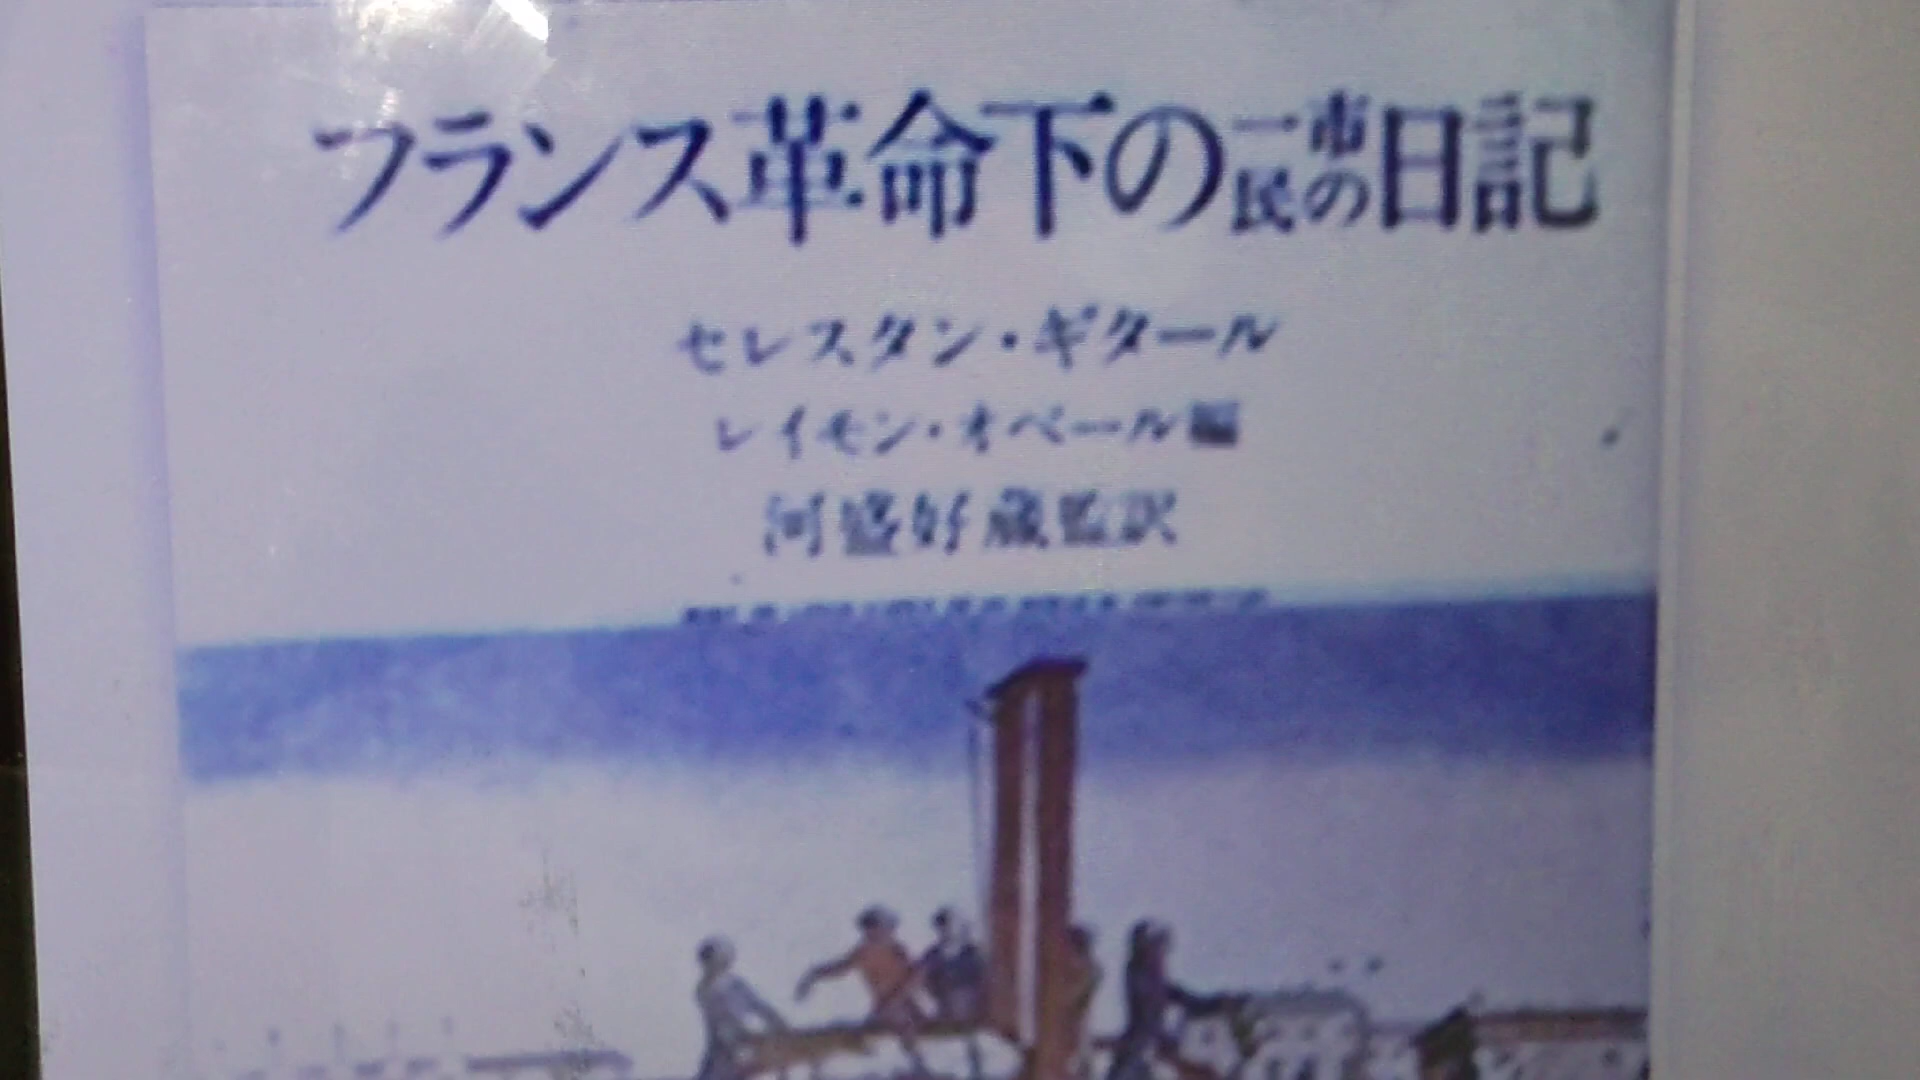 フランス革命下の一市民の日記
セレスタン・ギタール
レイモン・オベール編
河盛好蔵監訳